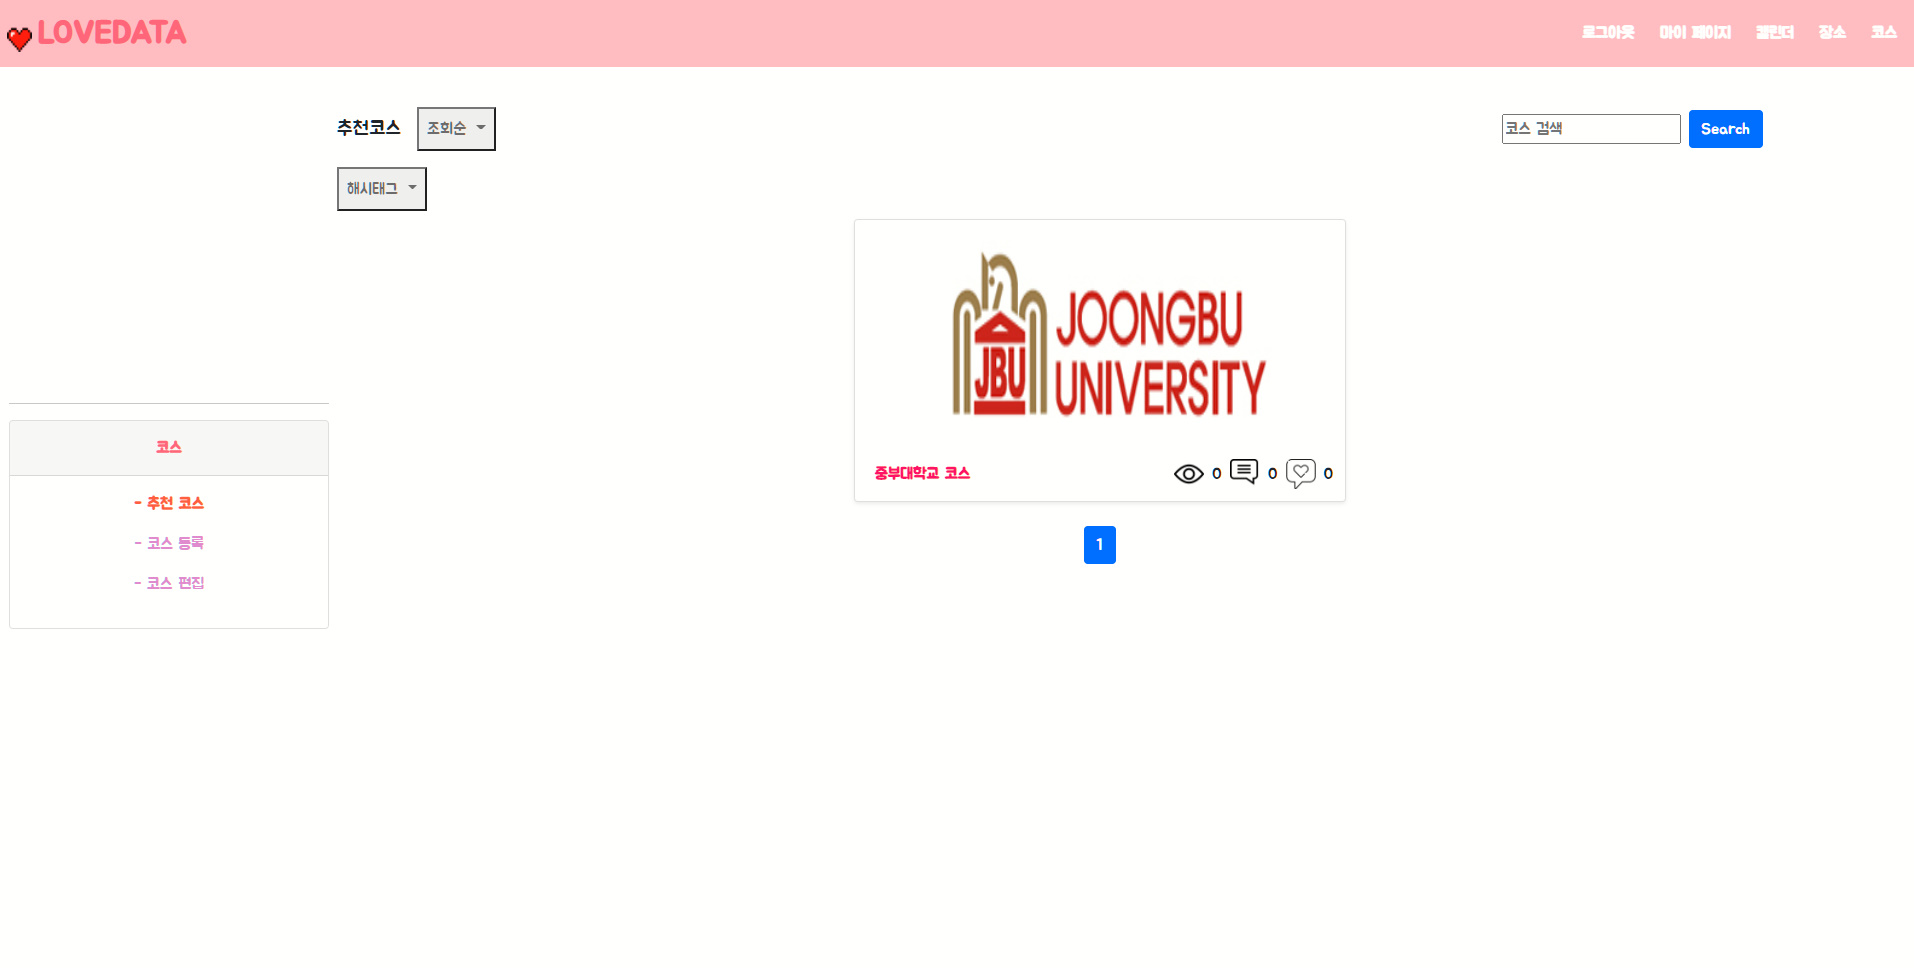 LOVEDATA
로그아웃 마이 페이지 캘린더 장소 코스
추천코스 조회순 코스 검색 Search
해시태그
JOONGBU
JBU UNIVERSITY
중부대학교 코스 0 0 0
1
코스
- 추천 코스
- 코스 등록
- 코스 편집